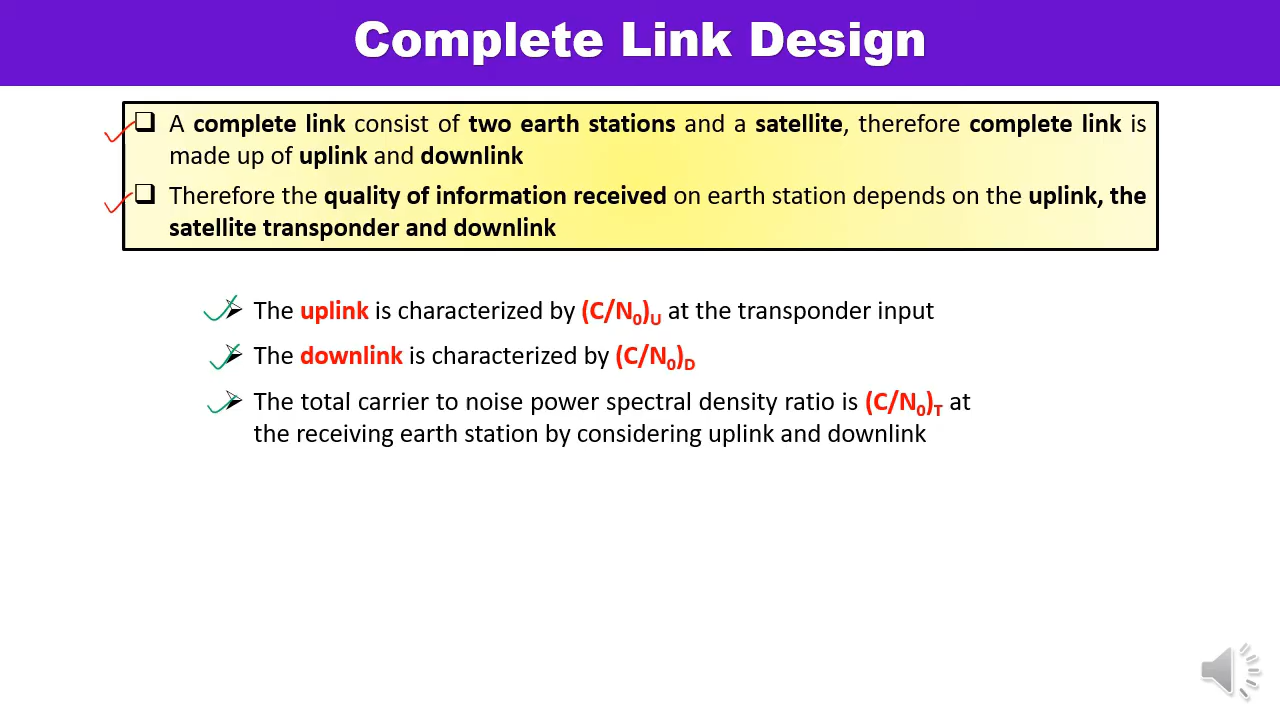 Complete Link Design
❑ A complete link consist of two earth stations and a satellite, therefore complete link is
made up of uplink and downlink
❑ Therefore the quality of information received on earth station depends on the uplink, the
satellite transponder and downlink
➢ The uplink is characterized by (C/N₀)U at the transponder input
➢ The downlink is characterized by (C/N₀)D
➢ The total carrier to noise power spectral density ratio is (C/N₀)T at
the receiving earth station by considering uplink and downlink